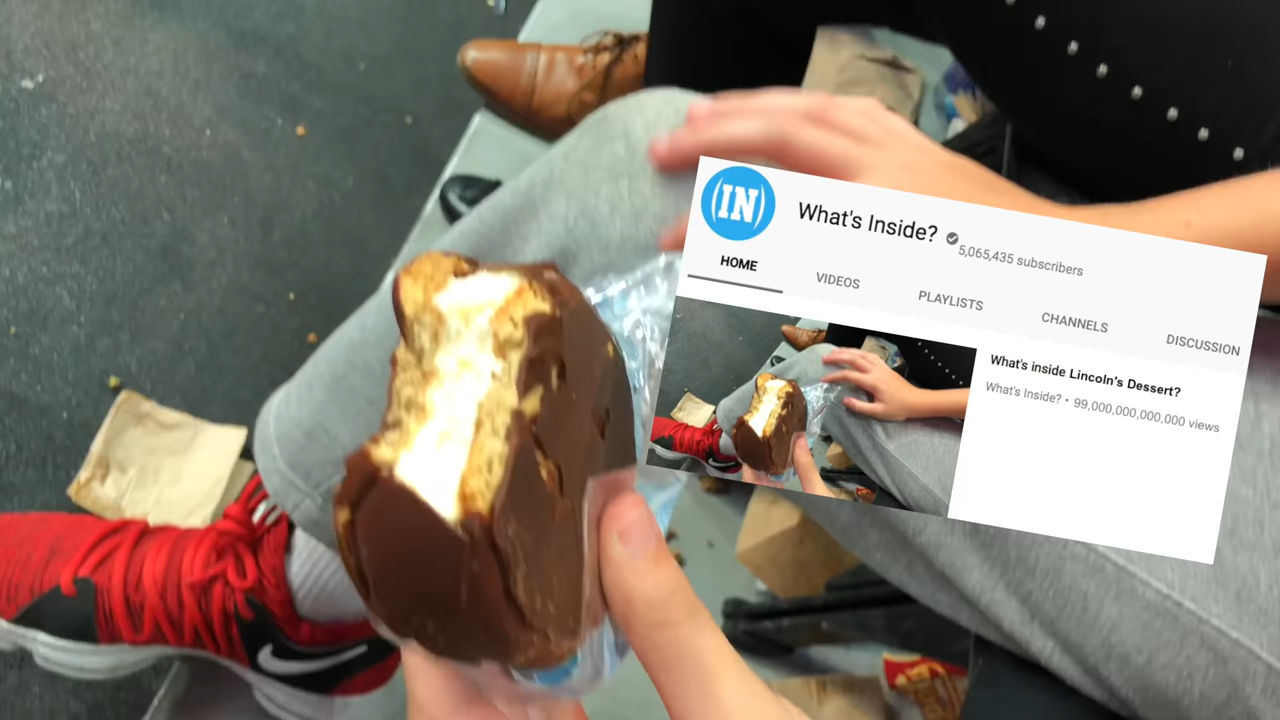 (IN)
What's Inside?
5,065,435 subscribers
HOME
VIDEOS
PLAYLISTS
CHANNELS
DISCUSSION
What's inside Lincoln's Dessert?
What's Inside? • 99,000,000,000,000 views